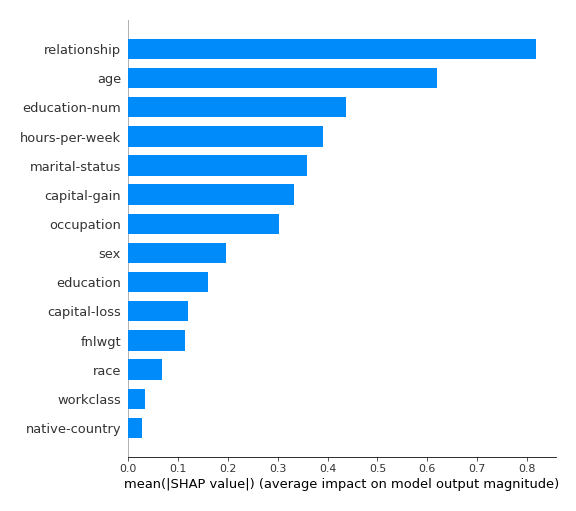 relationship
age
education-num
hours-per-week
marital-status
capital-gain
occupation
sex
education
capital-loss
fnlwgt
race
workclass
native-country
0.0 0.1 0.2 0.3 0.4 0.5 0.6 0.7 0.8
mean(|SHAP value|) (average impact on model output magnitude)